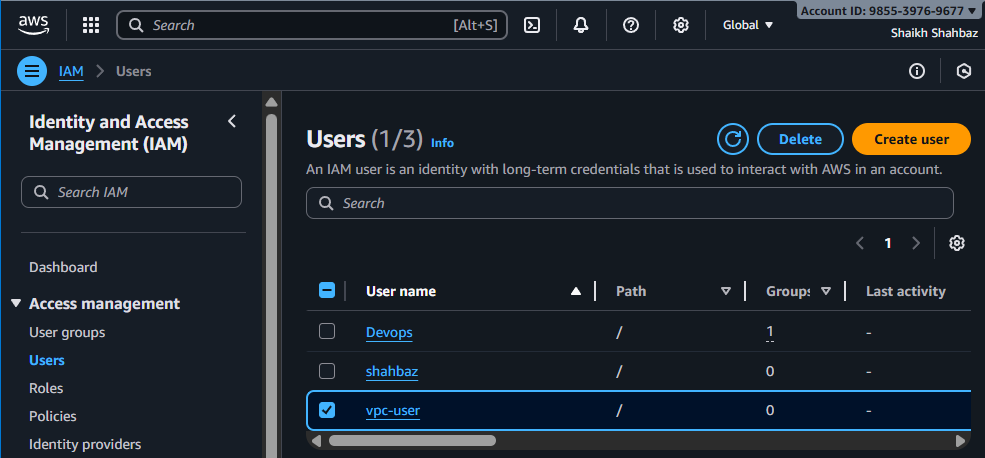 aws
Search [Alt+S]
Global
Account ID: 9855-3976-9677
Shaikh Shahbaz
IAM > Users
Identity and Access
Management (IAM)
Search IAM
Dashboard
Access management
User groups
Users
Roles
Policies
Identity providers
Users (1/3) Info
Delete
Create user
An IAM user is an identity with long-term credentials that is used to interact with AWS in an account.
Search
1
User name Path Groups Last activity
Devops / 1 -
shahbaz / 0 -
vpc-user / 0 -